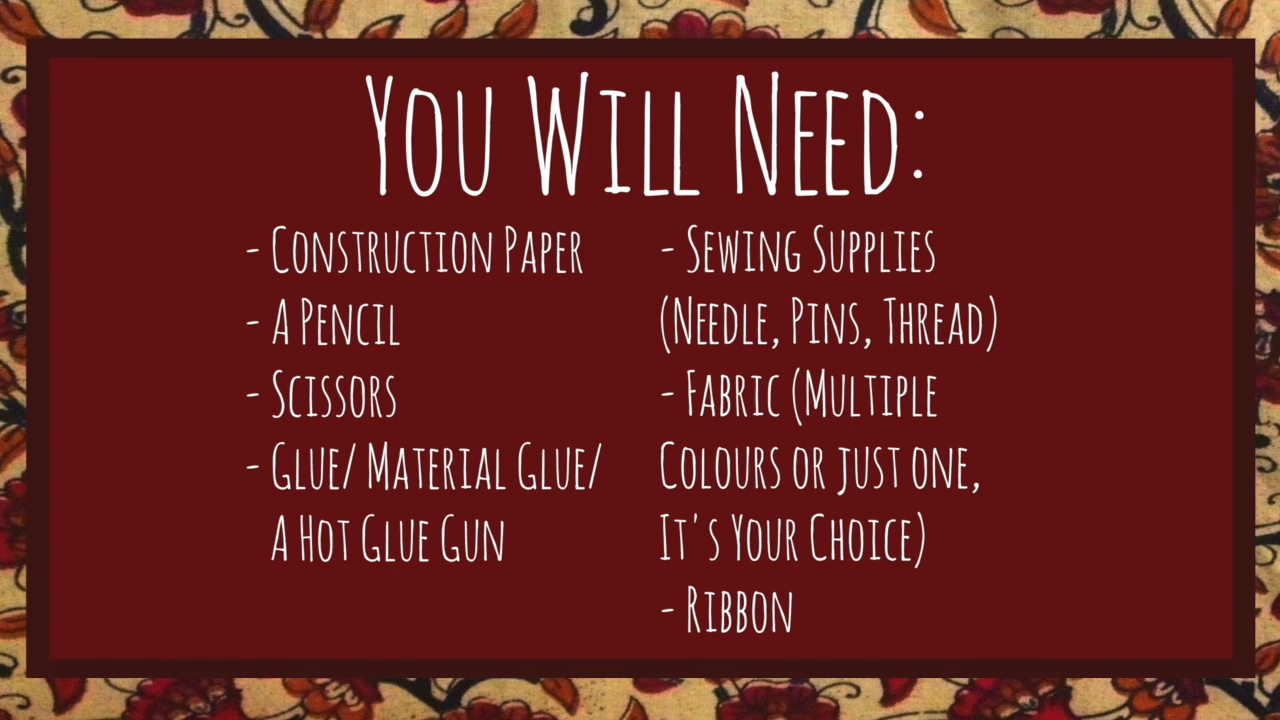 You Will Need:
- Construction Paper
- A Pencil
- Scissors
- Glue/ Material Glue/
A Hot Glue Gun
- Sewing Supplies
(Needle, Pins, Thread)
- Fabric (Multiple
Colours or just one,
It's Your Choice)
- Ribbon